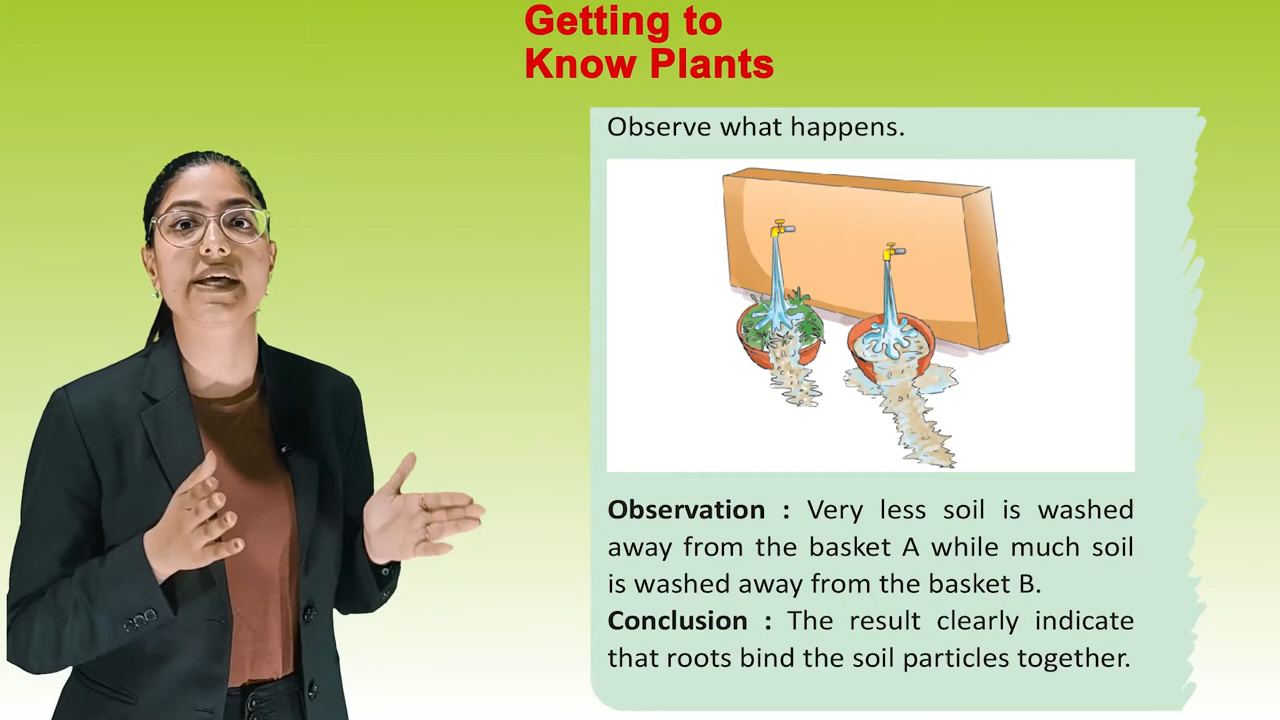 Getting to
Know Plants
Observe what happens.
Observation : Very less soil is washed
away from the basket A while much soil
is washed away from the basket B.
Conclusion : The result clearly indicate
that roots bind the soil particles together.